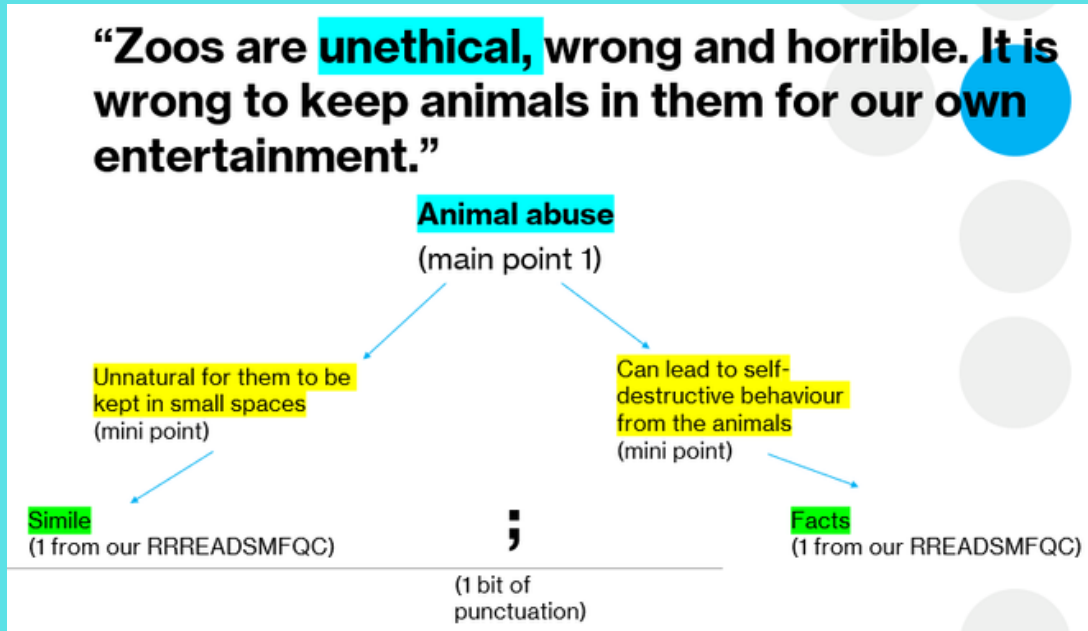 “Zoos are unethical, wrong and horrible. It is
wrong to keep animals in them for our own
entertainment.”
Animal abuse
(main point 1)
Unnatural for them to be
kept in small spaces
(mini point)
Can lead to self-
destructive behaviour
from the animals
(mini point)
Simile
(1 from our RRREADSMFQC)
;
(1 bit of
punctuation)
Facts
(1 from our RREADSMFQC)